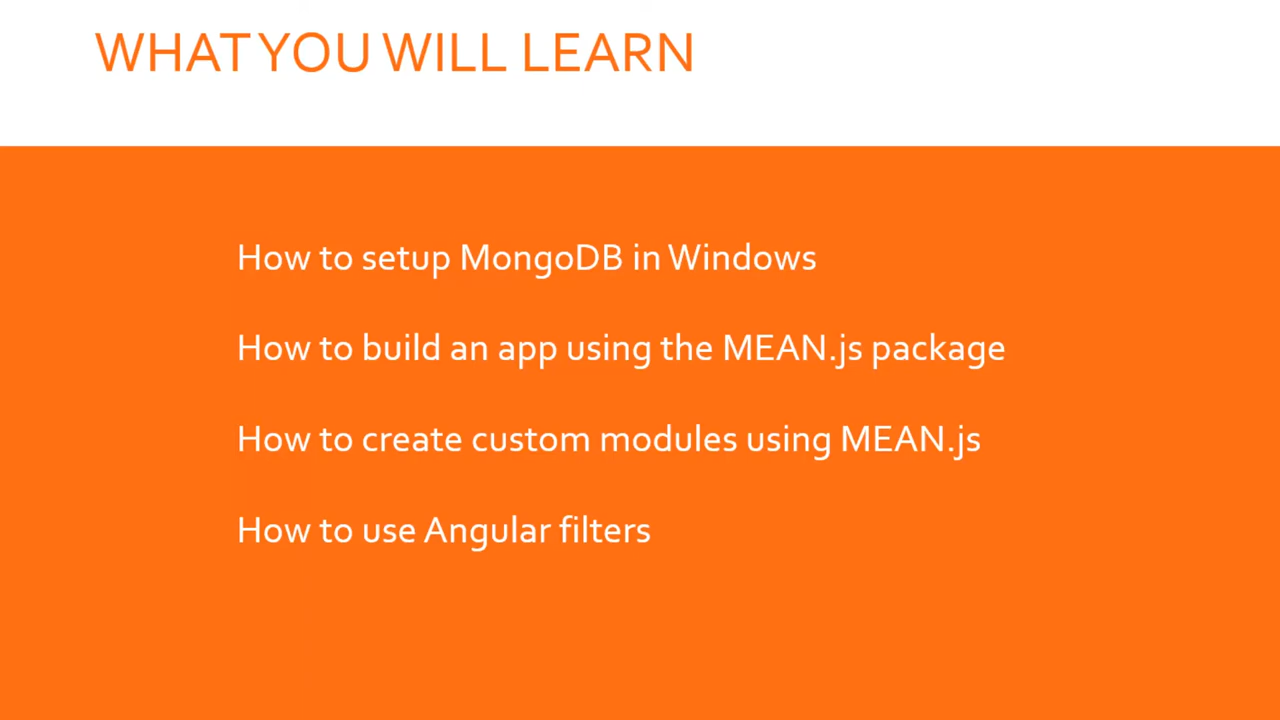 WHAT YOU WILL LEARN
How to setup MongoDB in Windows
How to build an app using the MEAN.js package
How to create custom modules using MEAN.js
How to use Angular filters